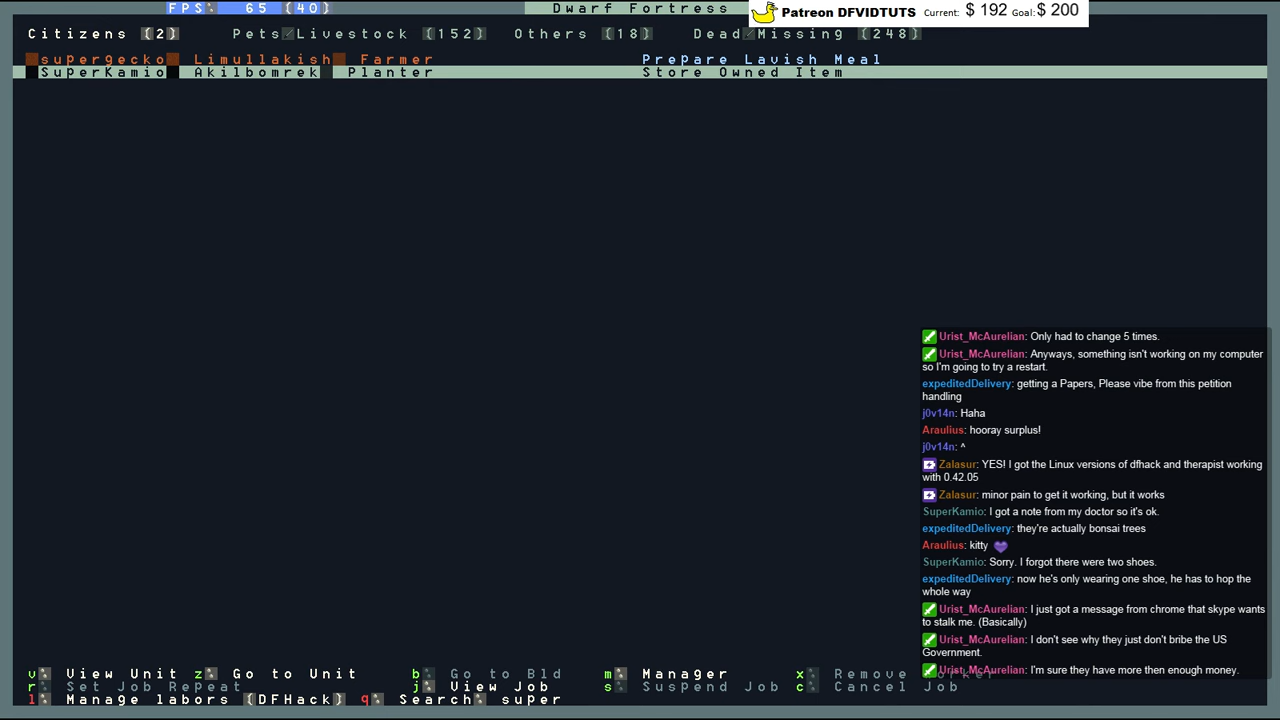 FPS: 65 (40)
Dwarf Fortress
Patreon DFVIDTUTS Current: $ 192 Goal:$ 200
Citizens (2) Pets/Livestock (152) Others (18) Dead/Missing (248)
supergecko Limullakish Farmer Prepare Lavish Meal
SuperKamio Akilbomrek Planter Store Owned Item
Urist_McAurelian: Only had to change 5 times.
Urist_McAurelian: Anyways, something isn't working on my computer
so I'm going to try a restart.
expeditedDelivery: getting a Papers, Please vibe from this petition
handling
j0v14n: Haha
Araulius: hooray surplus!
j0v14n: ^
Zalasur: YES! I got the Linux versions of dfhack and therapist working
with 0.42.05
Zalasur: minor pain to get it working, but it works
SuperKamio: I got a note from my doctor so it's ok.
expeditedDelivery: they're actually bonsai trees
Araulius: kitty
SuperKamio: Sorry. I forgot there were two shoes.
expeditedDelivery: now he's only wearing one shoe, he has to hop the
whole way
Urist_McAurelian: I just got a message from chrome that skype wants
to stalk me. (Basically)
Urist_McAurelian: I don't see why they just don't bribe the US
Government.
Urist_McAurelian: I'm sure they have more then enough money.
v: View Unit z: Go to Unit b: Go to Bld m: Manager x: Remove
r: Set Job Repeat j: View Job s: Suspend Job c: Cancel Job
l: Manage labors (DFHack) q: Search: super